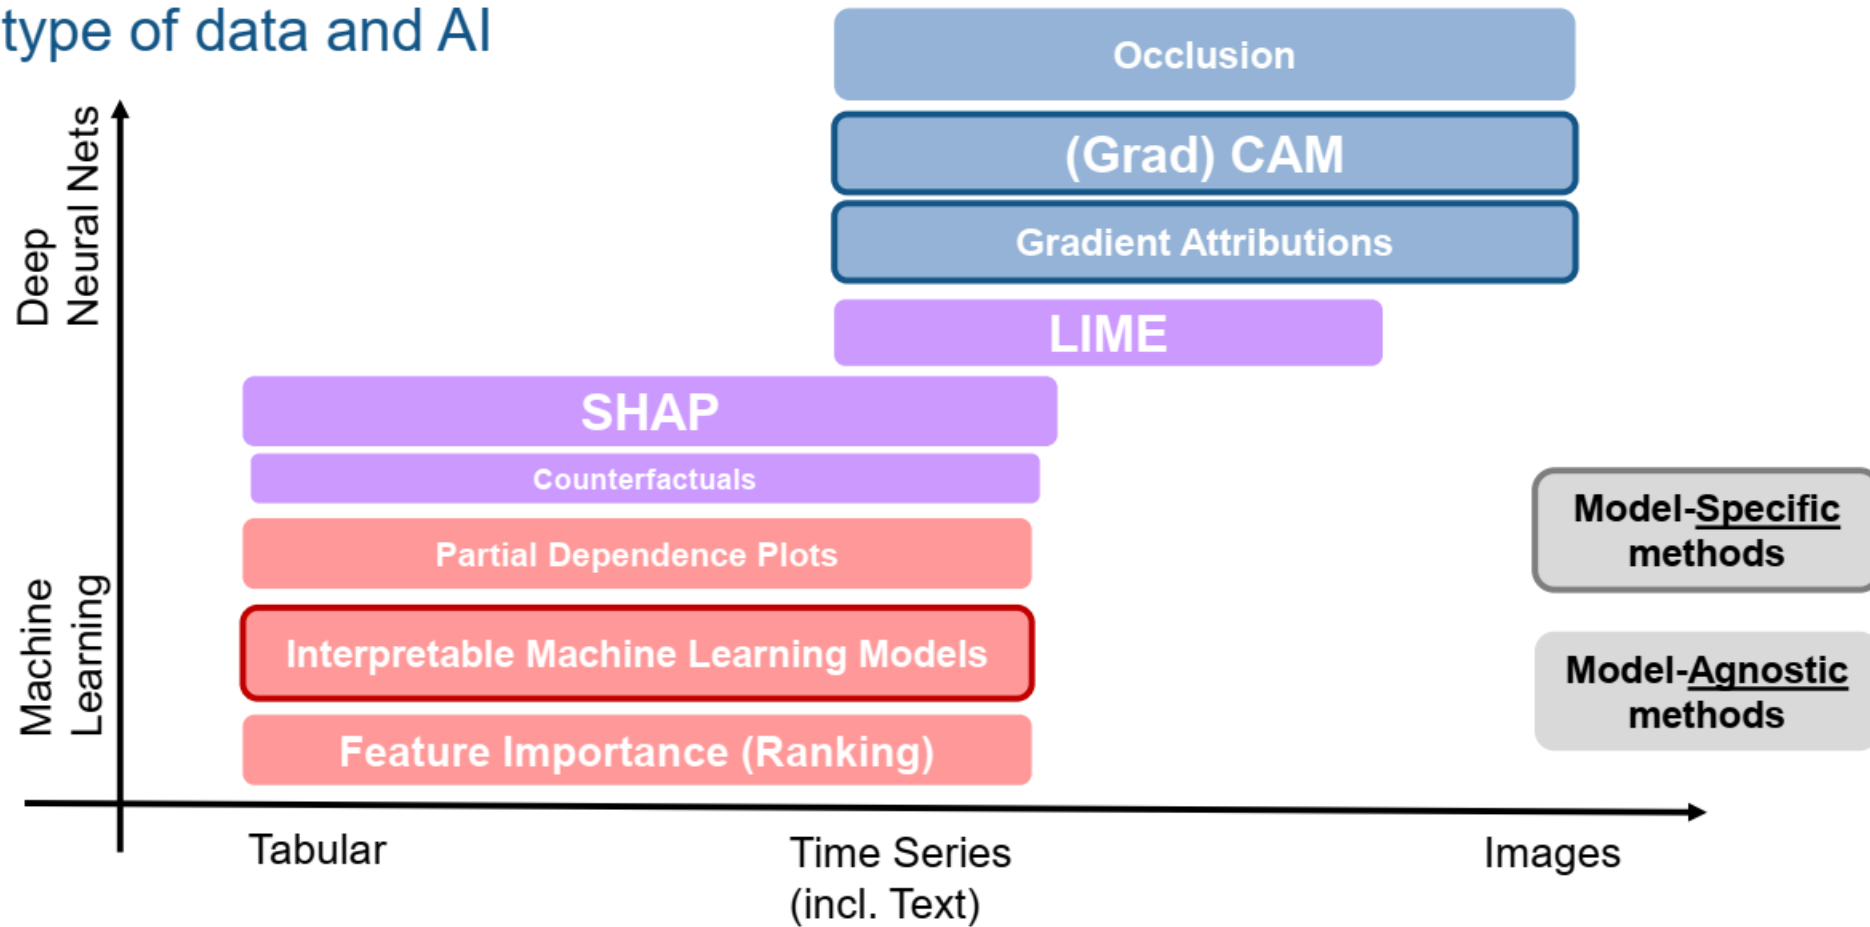 type of data and AI
Occlusion
(Grad) CAM
Gradient Attributions
LIME
SHAP
Counterfactuals
Partial Dependence Plots
Interpretable Machine Learning Models
Feature Importance (Ranking)
Deep
Neural Nets
Machine
Learning
Model-Specific
methods
Model-Agnostic
methods
Tabular
Time Series
(incl. Text)
Images